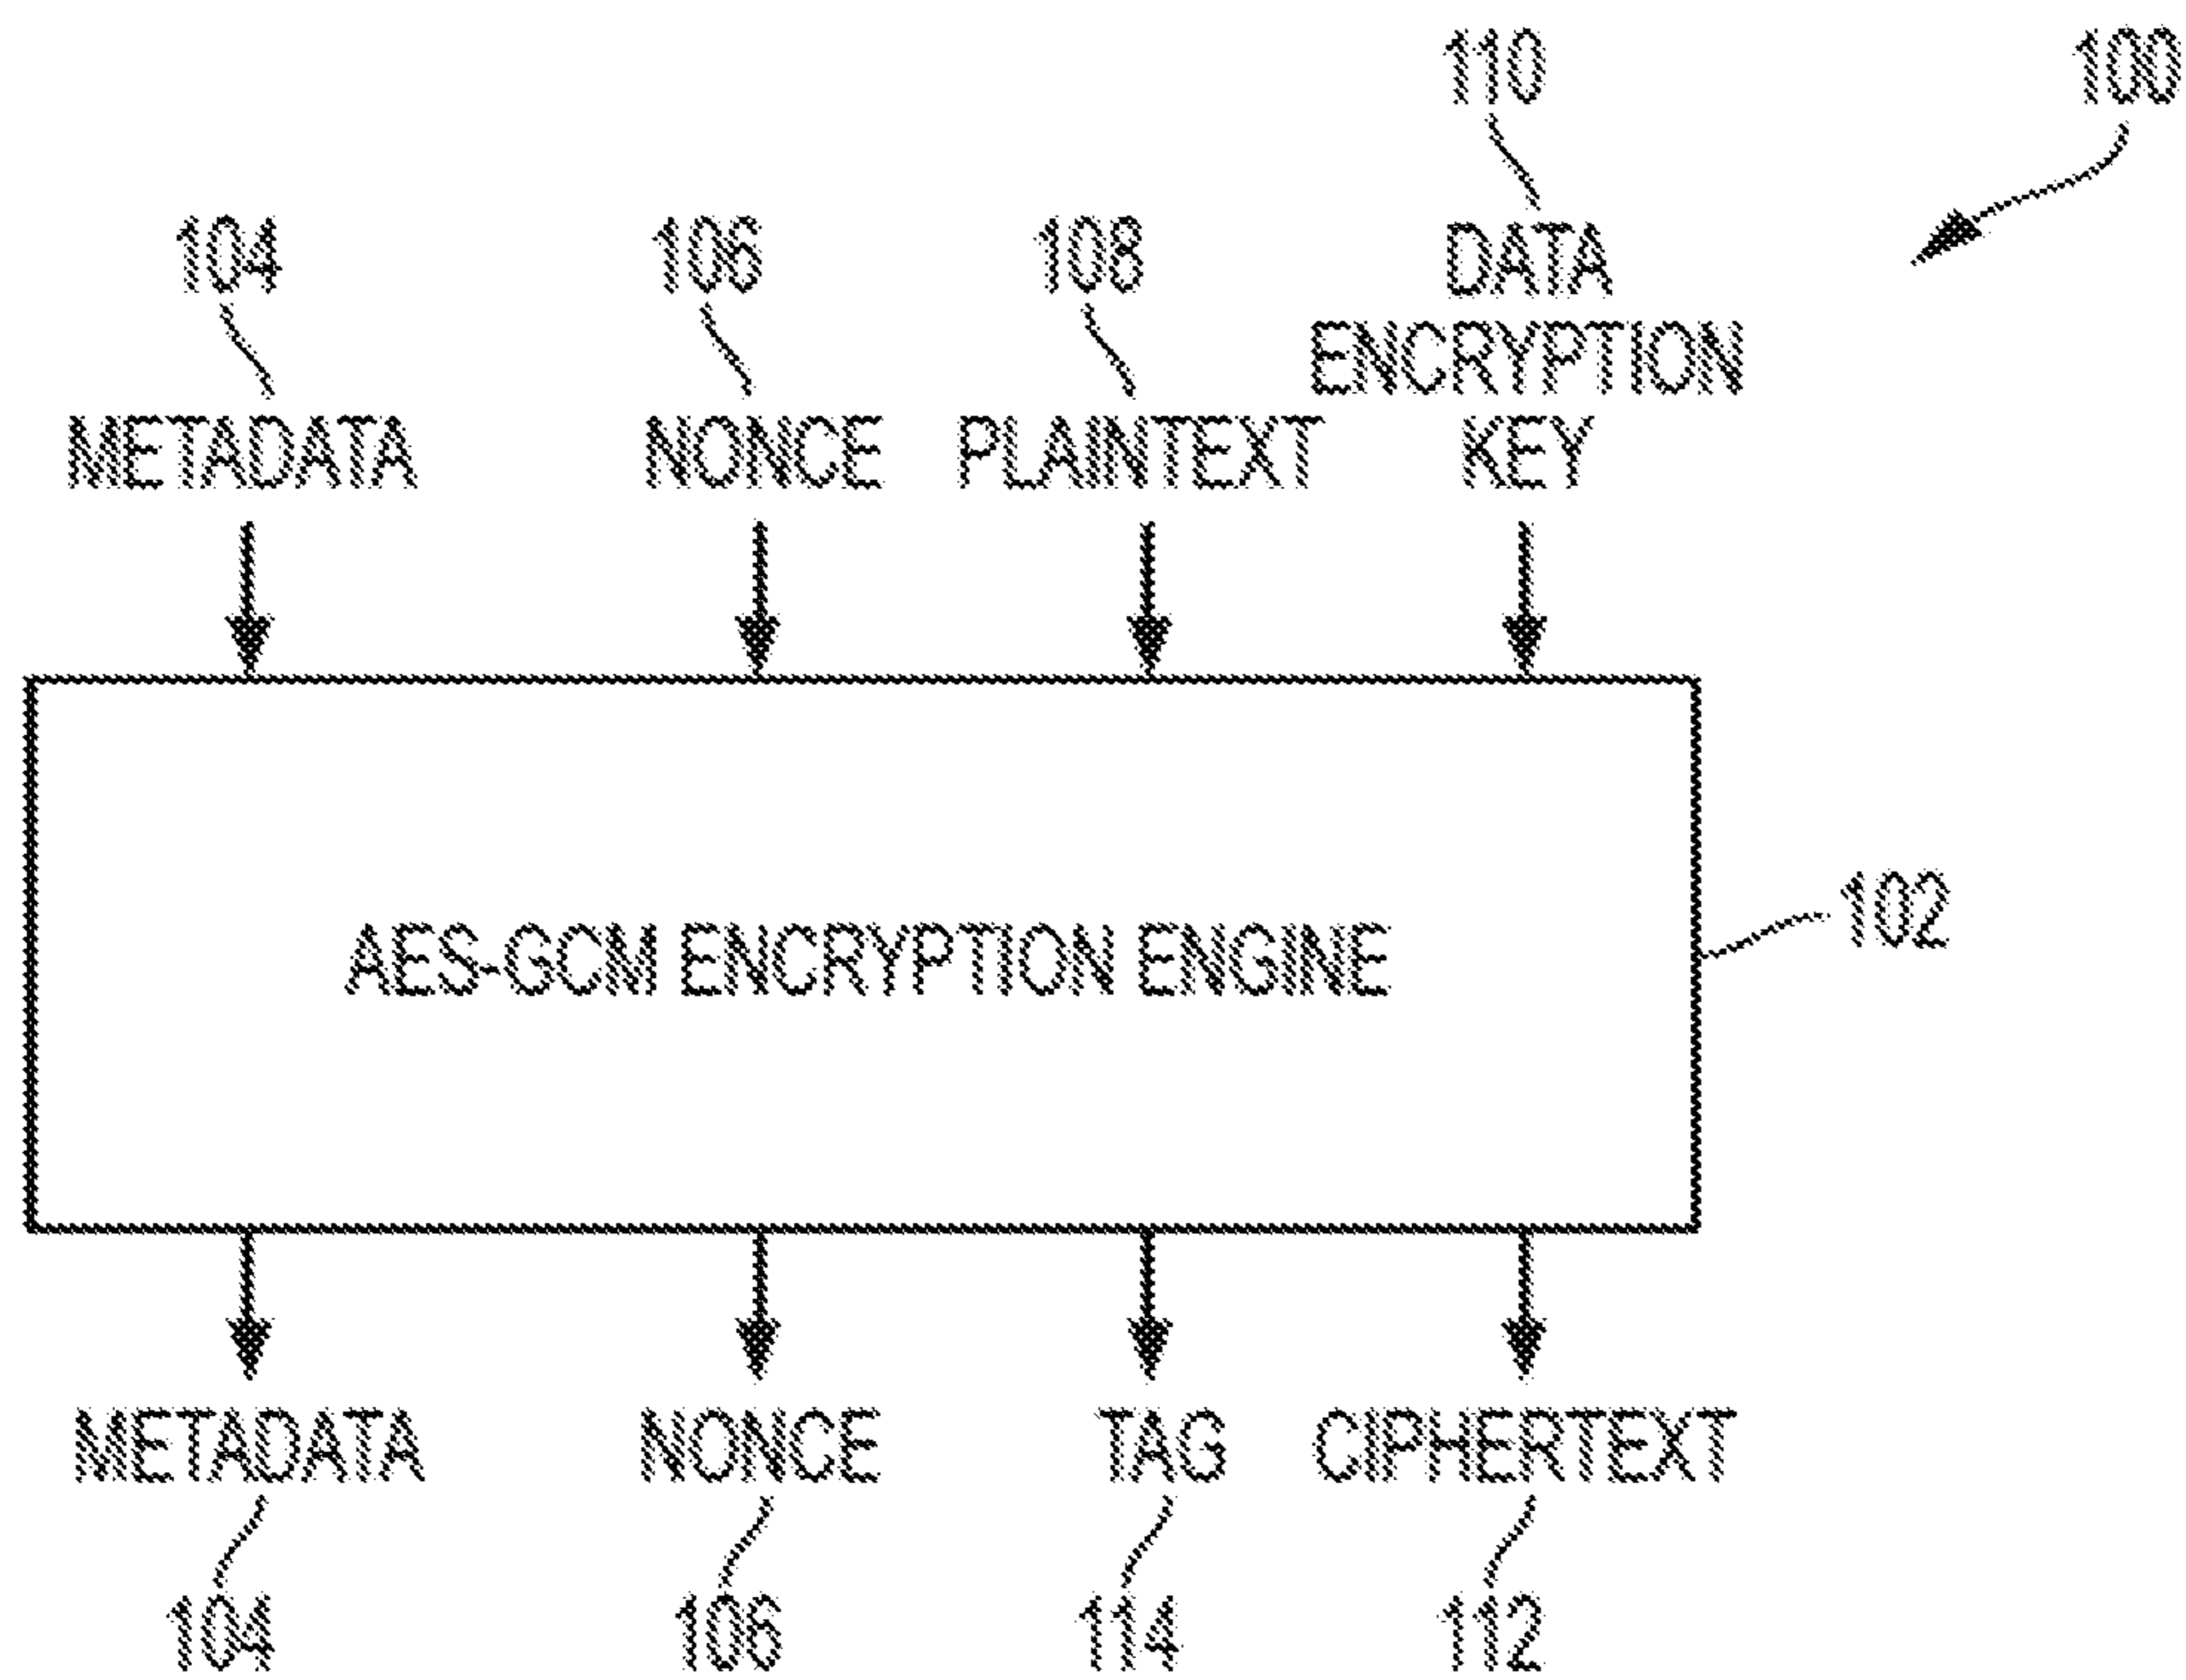 110
100
104
106
108
DATA
ENCRYPTION
KEY
METADATA
NONCE
PLAINTEXT
AES-GCM ENCRYPTION ENGINE
102
METADATA
NONCE
TAG
CIPHERTEXT
104
106
114
112